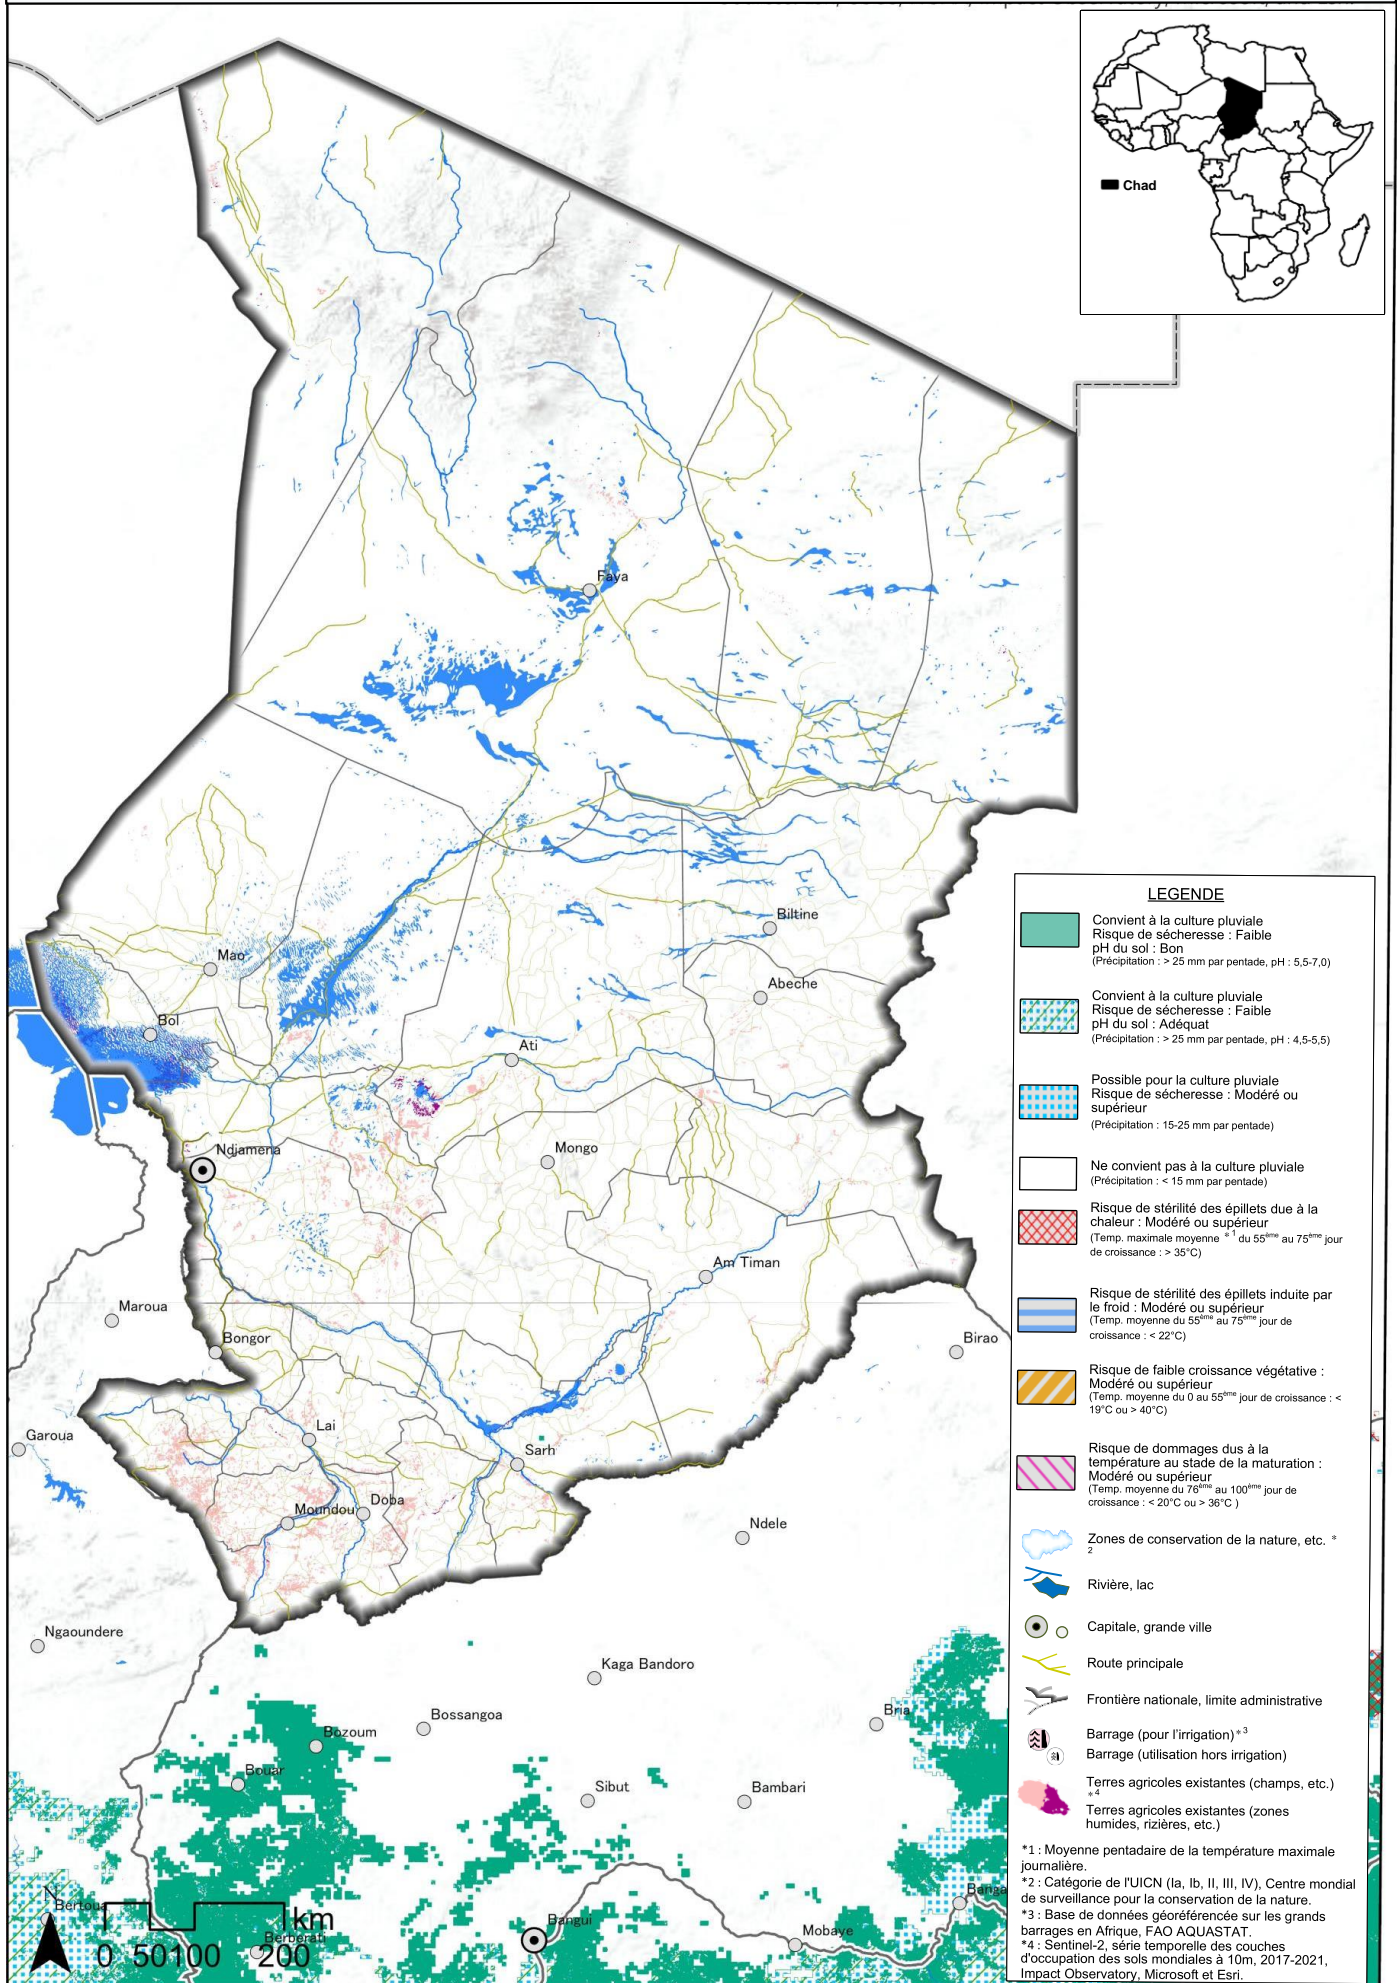 Chad
Faya
Biltine
Mao
Abeche
Bol
Ati
Ndjamena
Mongo
Am Timan
Maroua
Bongor
Birao
Lai
Garoua
Sarh
Doba
Moundou
Ndele
Ngaoundere
Kaga Bandoro
Bria
Bossangoa
Bozoum
Bouar
Sibut
Bambari
Bertoua
Bangui
Mobaye
Berberati
N
km
0 50100 200
LEGENDE
Convient à la culture pluviale
Risque de sécheresse : Faible
pH du sol : Bon
(Précipitation : > 25 mm par pentade, pH : 5,5-7,0)
Convient à la culture pluviale
Risque de sécheresse : Faible
pH du sol : Adéquat
(Précipitation : > 25 mm par pentade, pH : 4,5-5,5)
Possible pour la culture pluviale
Risque de sécheresse : Modéré ou
supérieur
(Précipitation : 15-25 mm par pentade)
Ne convient pas à la culture pluviale
(Précipitation : < 15 mm par pentade)
Risque de stérilité des épillets due à la
chaleur : Modéré ou supérieur
(Temp. maximale moyenne *1 du 55ème au 75ème jour
de croissance : > 35°C)
Risque de stérilité des épillets induite par
le froid : Modéré ou supérieur
(Temp. moyenne du 55ème au 75ème jour de
croissance : < 22°C)
Risque de faible croissance végétative :
Modéré ou supérieur
(Temp. moyenne du 0 au 55ème jour de croissance : <
19°C ou > 40°C)
Risque de dommages dus à la
température au stade de la maturation :
Modéré ou supérieur
(Temp. moyenne du 76ème au 100ème jour de
croissance : < 20°C ou > 36°C )
Zones de conservation de la nature, etc. *
2
Rivière, lac
Capitale, grande ville
Route principale
Frontière nationale, limite administrative
Barrage (pour l'irrigation)*3
Barrage (utilisation hors irrigation)
Terres agricoles existantes (champs, etc.)
*4
Terres agricoles existantes (zones
humides, rizières, etc.)
*1 : Moyenne pentadaire de la température maximale
journalière.
*2 : Catégorie de l'UICN (Ia, Ib, II, III, IV), Centre mondial
de surveillance pour la conservation de la nature.
*3 : Base de données géoréférencée sur les grands
barrages en Afrique, FAO AQUASTAT.
*4 : Sentinel-2, série temporelle des couches
d'occupation des sols mondiales à 10m, 2017-2021,
Impact Observatory, Microsoft et Esri.